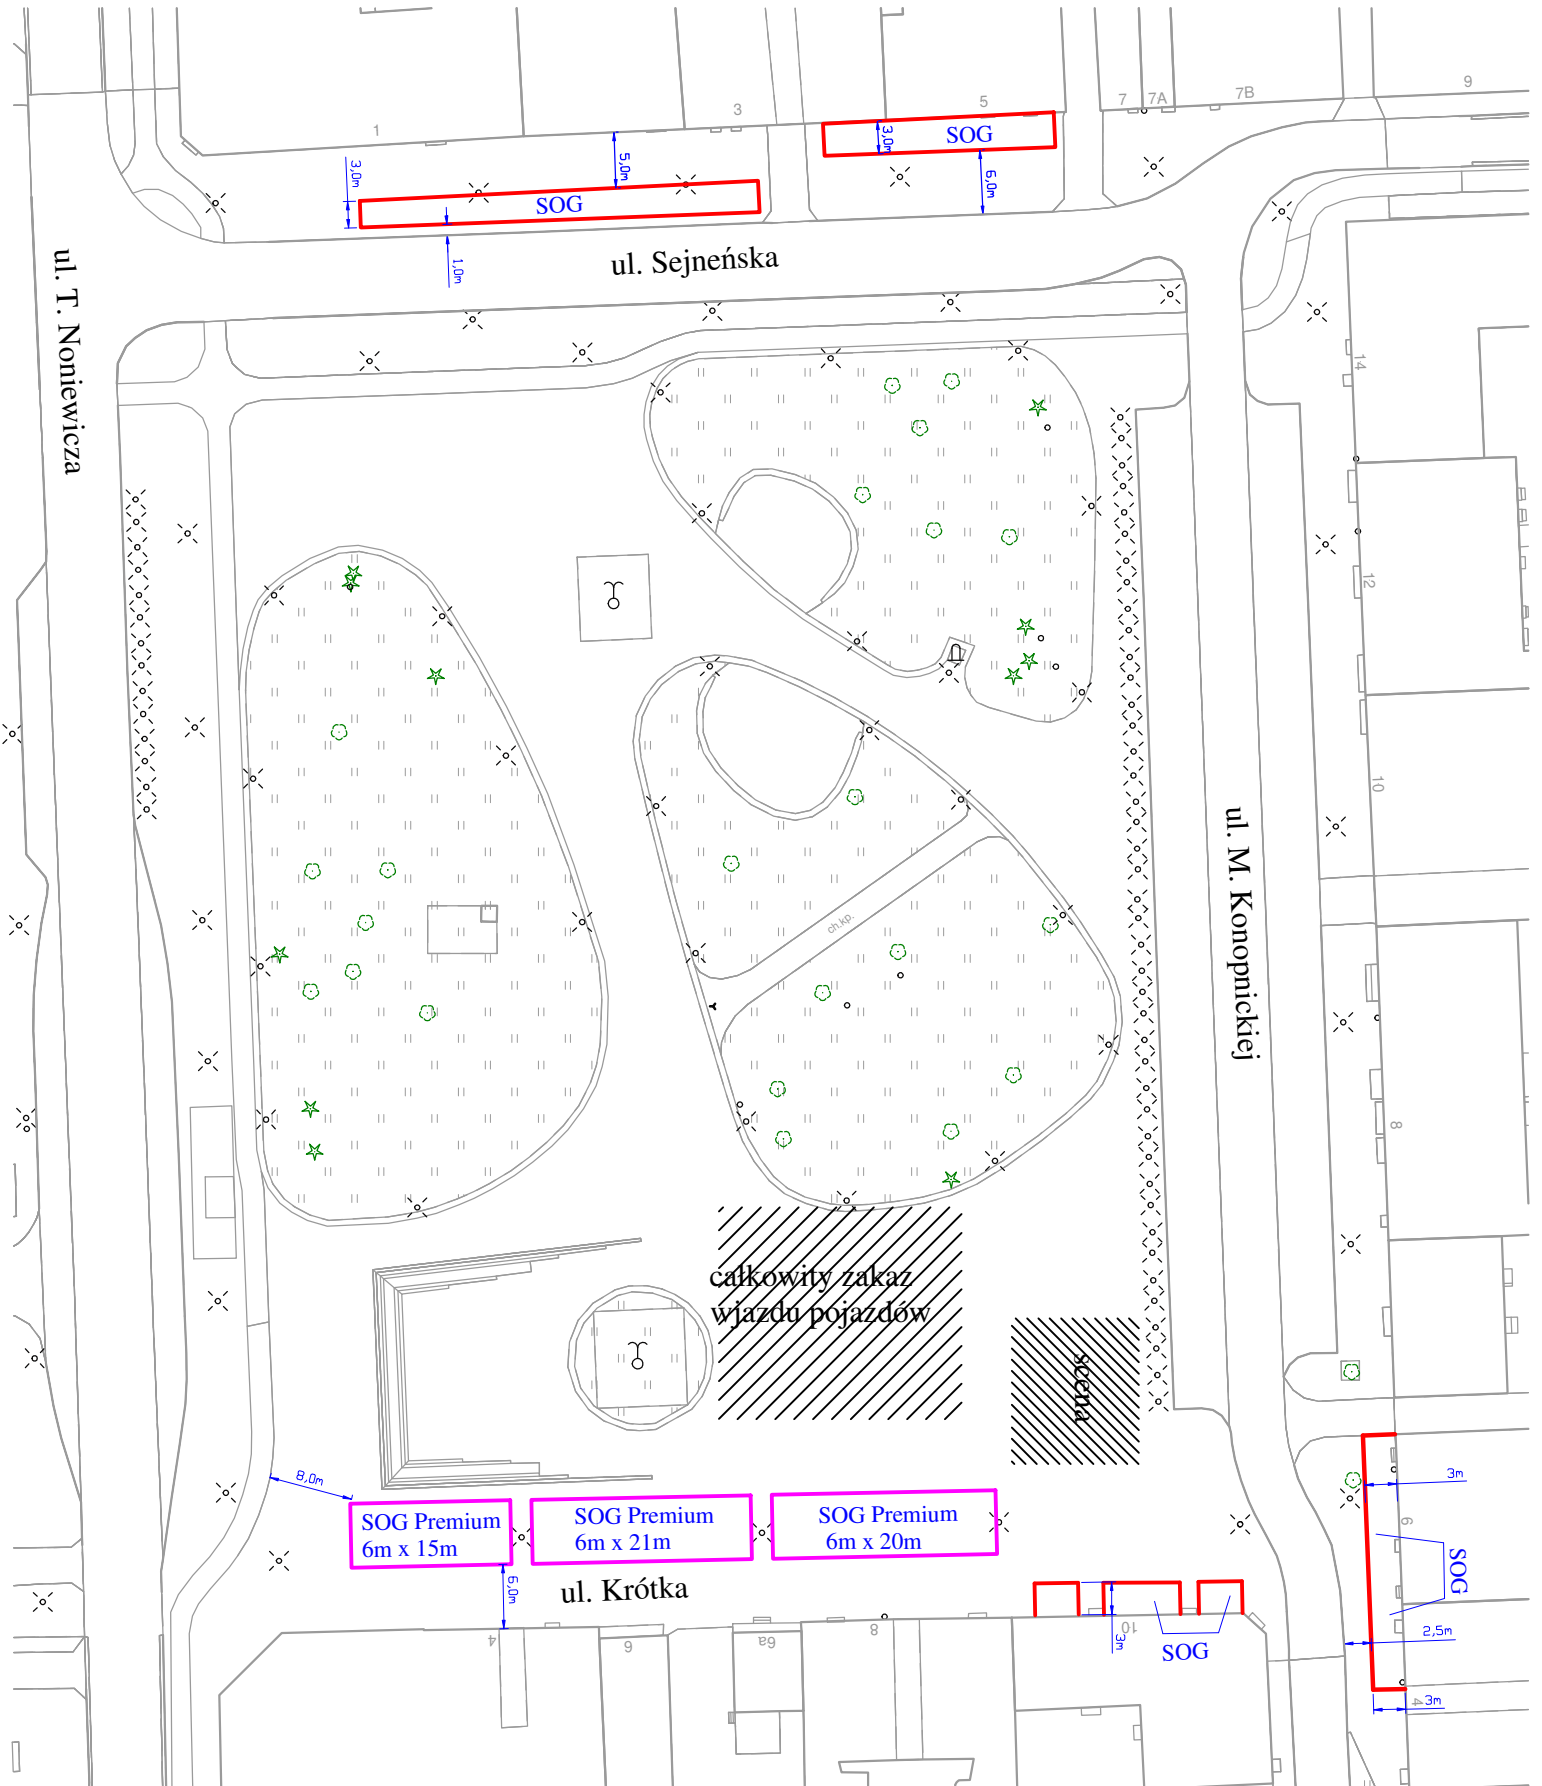 9
7B
7A
7
5
3
1
3,0m
SOG
5,0m
6,0m
3,0m
SOG
1,0m
ul. Sejneńska
ul. T. Noniewicza
14
12
10
ul. M. Konopnickiej
ch.kp.
8
całkowity zakaz
wjazdu pojazdów
scena
8,0m
3m
SOG Premium
6m x 15m
SOG Premium
6m x 21m
SOG Premium
6m x 20m
6
SOG
6,0m
ul. Krótka
3m
10
SOG
2,5m
4
6
6a
8
3m
4